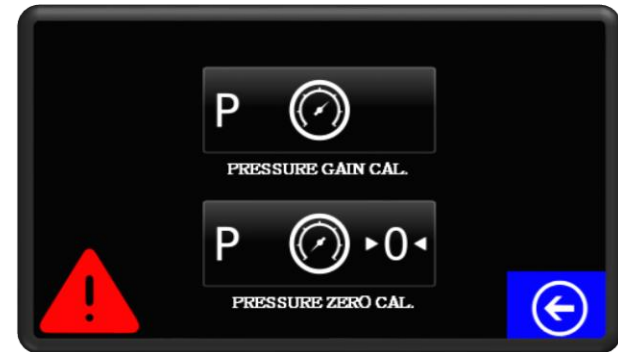 P
PRESSURE GAIN CAL.
P ▸0◂
PRESSURE ZERO CAL.
!